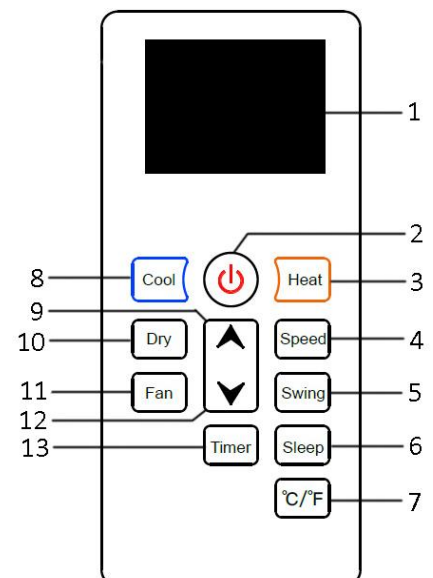 1
2
8 Cool Heat 3
9
10 Dry Speed 4
11 Fan Swing 5
12
13 Timer Sleep 6
°C/°F 7